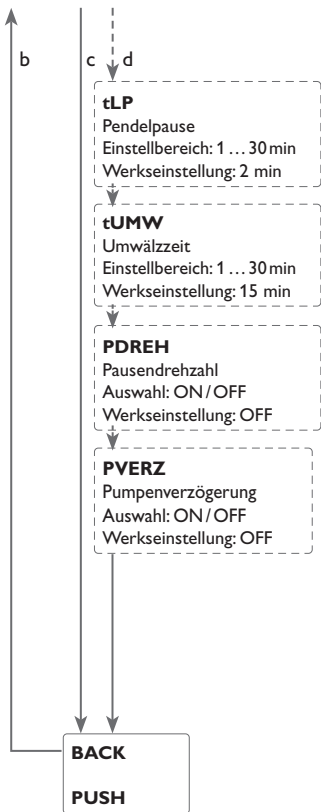 b
c
d
tLP
Pendelpause
Einstellbereich: 1 … 30 min
Werkseinstellung: 2 min
tUMW
Umwälzzeit
Einstellbereich: 1 … 30 min
Werkseinstellung: 15 min
PDREH
Pausendrehzahl
Auswahl: ON / OFF
Werkseinstellung: OFF
PVERZ
Pumpenverzögerung
Auswahl: ON / OFF
Werkseinstellung: OFF
BACK
PUSH